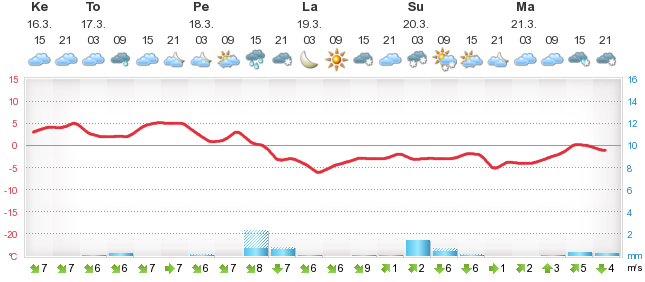 Ke To Pe La Su Ma
16.3. 17.3. 18.3. 19.3. 20.3. 21.3.
15 21 03 09 15 21 03 09 15 21 03 09 15 21 03 09 15 21 03 09 15 21
15 16
10 14
5 12
0 10
-5 8
-10 6
-15 4
-20 2
°C mm
7 7 6 6 7 7 6 7 8 7 6 6 9 1 2 6 6 1 2 3 5 4 m/s